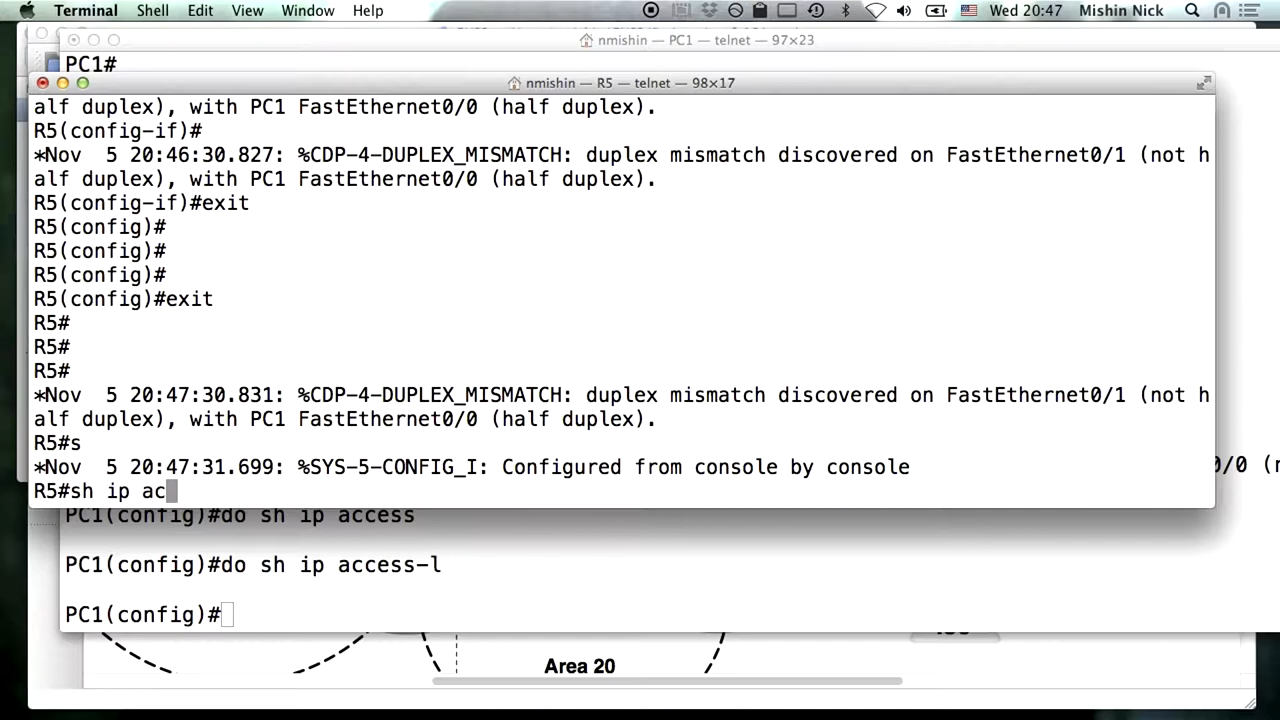 Terminal Shell Edit View Window Help Wed 20:47 Mishin Nick
nmishin — PC1 — telnet — 97×23
PC1#
nmishin — R5 — telnet — 98×17
alf duplex), with PC1 FastEthernet0/0 (half duplex).
R5(config-if)#
*Nov  5 20:46:30.827: %CDP-4-DUPLEX_MISMATCH: duplex mismatch discovered on FastEthernet0/1 (not h
alf duplex), with PC1 FastEthernet0/0 (half duplex).
R5(config-if)#exit
R5(config)#
R5(config)#
R5(config)#
R5(config)#exit
R5#
R5#
R5#
*Nov  5 20:47:30.831: %CDP-4-DUPLEX_MISMATCH: duplex mismatch discovered on FastEthernet0/1 (not h
alf duplex), with PC1 FastEthernet0/0 (half duplex).
R5#s
*Nov  5 20:47:31.699: %SYS-5-CONFIG_I: Configured from console by console
R5#sh ip ac
PC1(config)#do sh ip access
PC1(config)#do sh ip access-l
PC1(config)#
Area 20